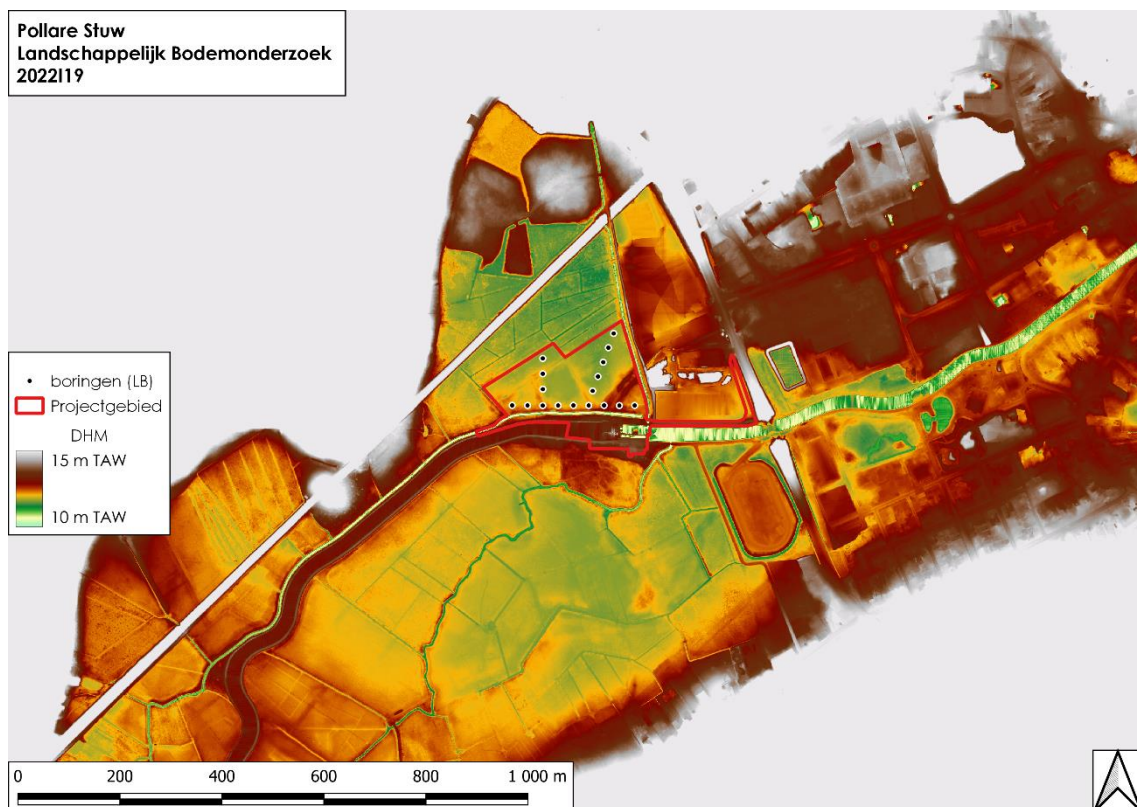 Pollare Stuw
Landschappelijk Bodemonderzoek
2022I19
boringen (LB)
Projectgebied
DHM
15 m TAW
10 m TAW
0 200 400 600 800 1 000 m